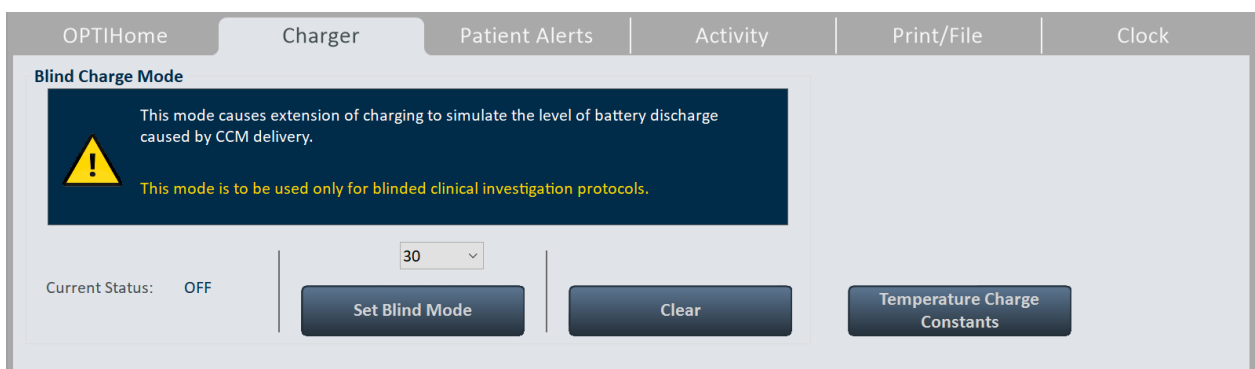 OPTIHome
Charger
Patient Alerts
Activity
Print/File
Clock
Blind Charge Mode
This mode causes extension of charging to simulate the level of battery discharge
caused by CCM delivery.
This mode is to be used only for blinded clinical investigation protocols.
30
Current Status: OFF
Set Blind Mode
Clear
Temperature Charge
Constants